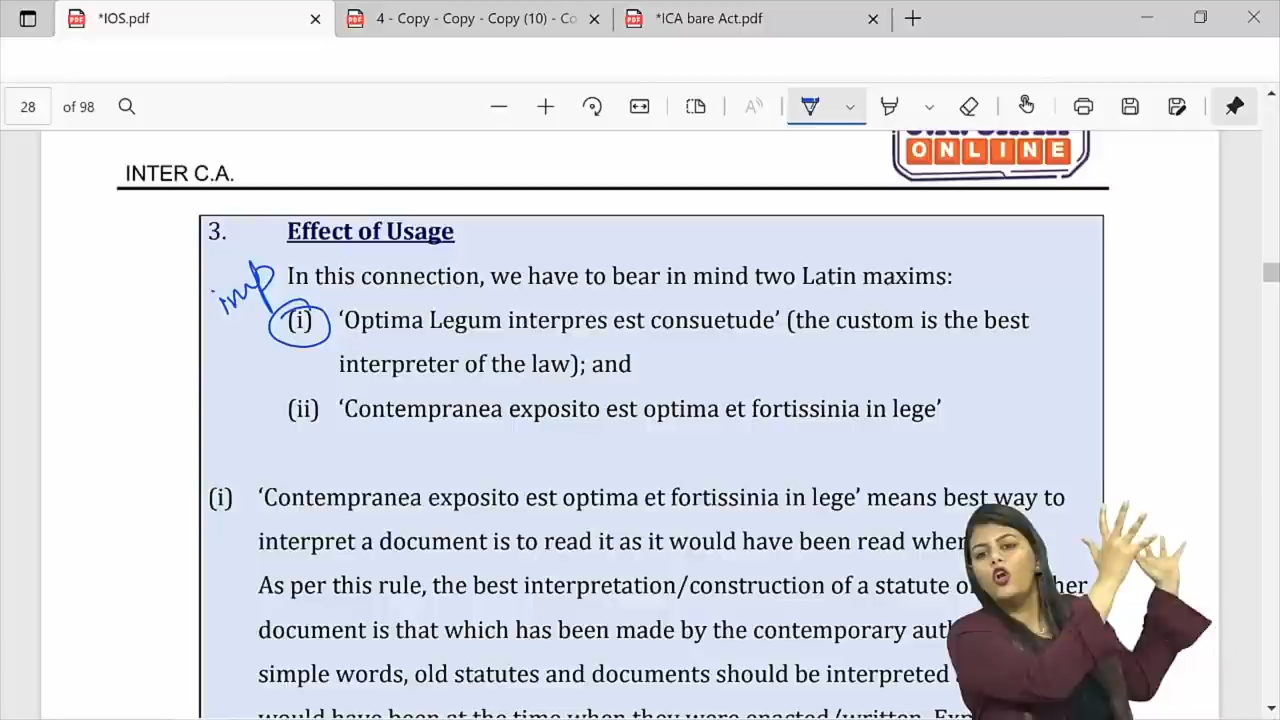 *IOS.pdf
4 - Copy - Copy - Copy (10) - Co
*ICA bare Act.pdf
28 of 98
ONLINE
INTER C.A.
3. Effect of Usage
imp
In this connection, we have to bear in mind two Latin maxims:
(i) ‘Optima Legum interpres est consuetude’ (the custom is the best
interpreter of the law); and
(ii) ‘Contempranea exposito est optima et fortissinia in lege’
(i) ‘Contempranea exposito est optima et fortissinia in lege’ means best way to
interpret a document is to read it as it would have been read
As per this rule, the best interpretation/construction of a statute
document is that which has been made by the contemporary
simple words, old statutes and documents should be interpreted
would have been at the time when they were enacted/written.